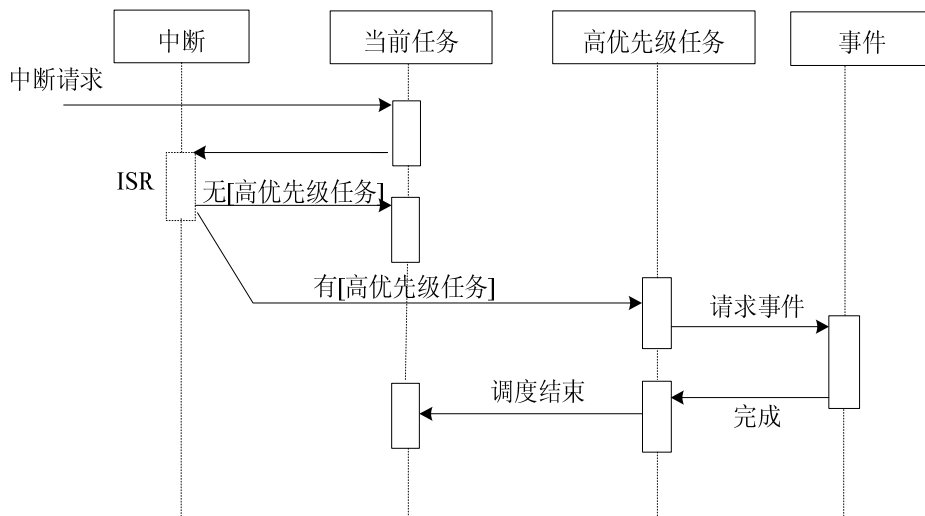 中断
当前任务
高优先级任务
事件
中断请求
ISR
无[高优先级任务]
有[高优先级任务]
请求事件
调度结束
完成